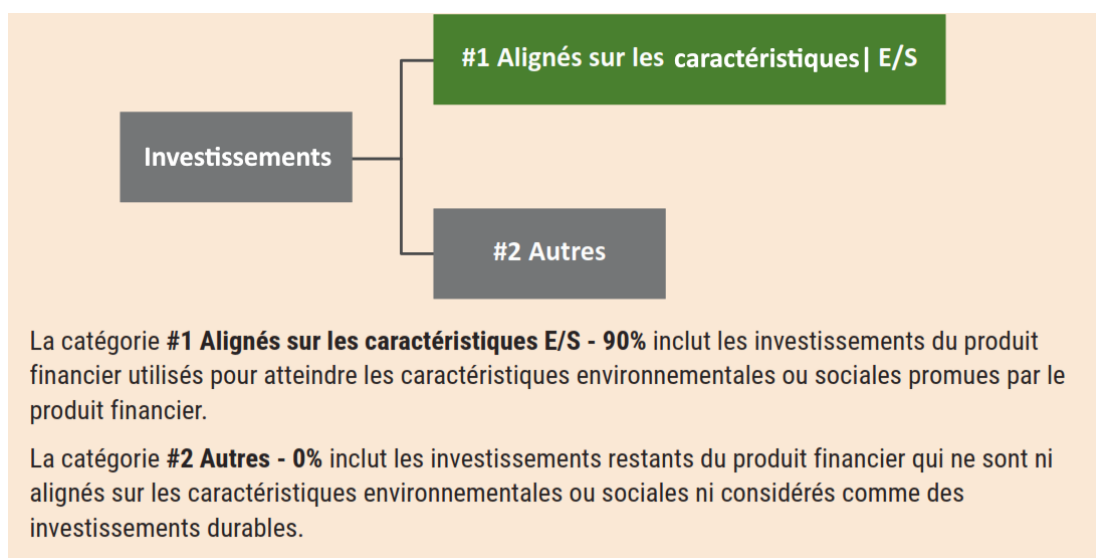 #1 Alignés sur les caractéristiques| E/S
Investissements
#2 Autres
La catégorie #1 Alignés sur les caractéristiques E/S - 90% inclut les investissements du produit
financier utilisés pour atteindre les caractéristiques environnementales ou sociales promues par le
produit financier.
La catégorie #2 Autres - 0% inclut les investissements restants du produit financier qui ne sont ni
alignés sur les caractéristiques environnementales ou sociales ni considérés comme des
investissements durables.